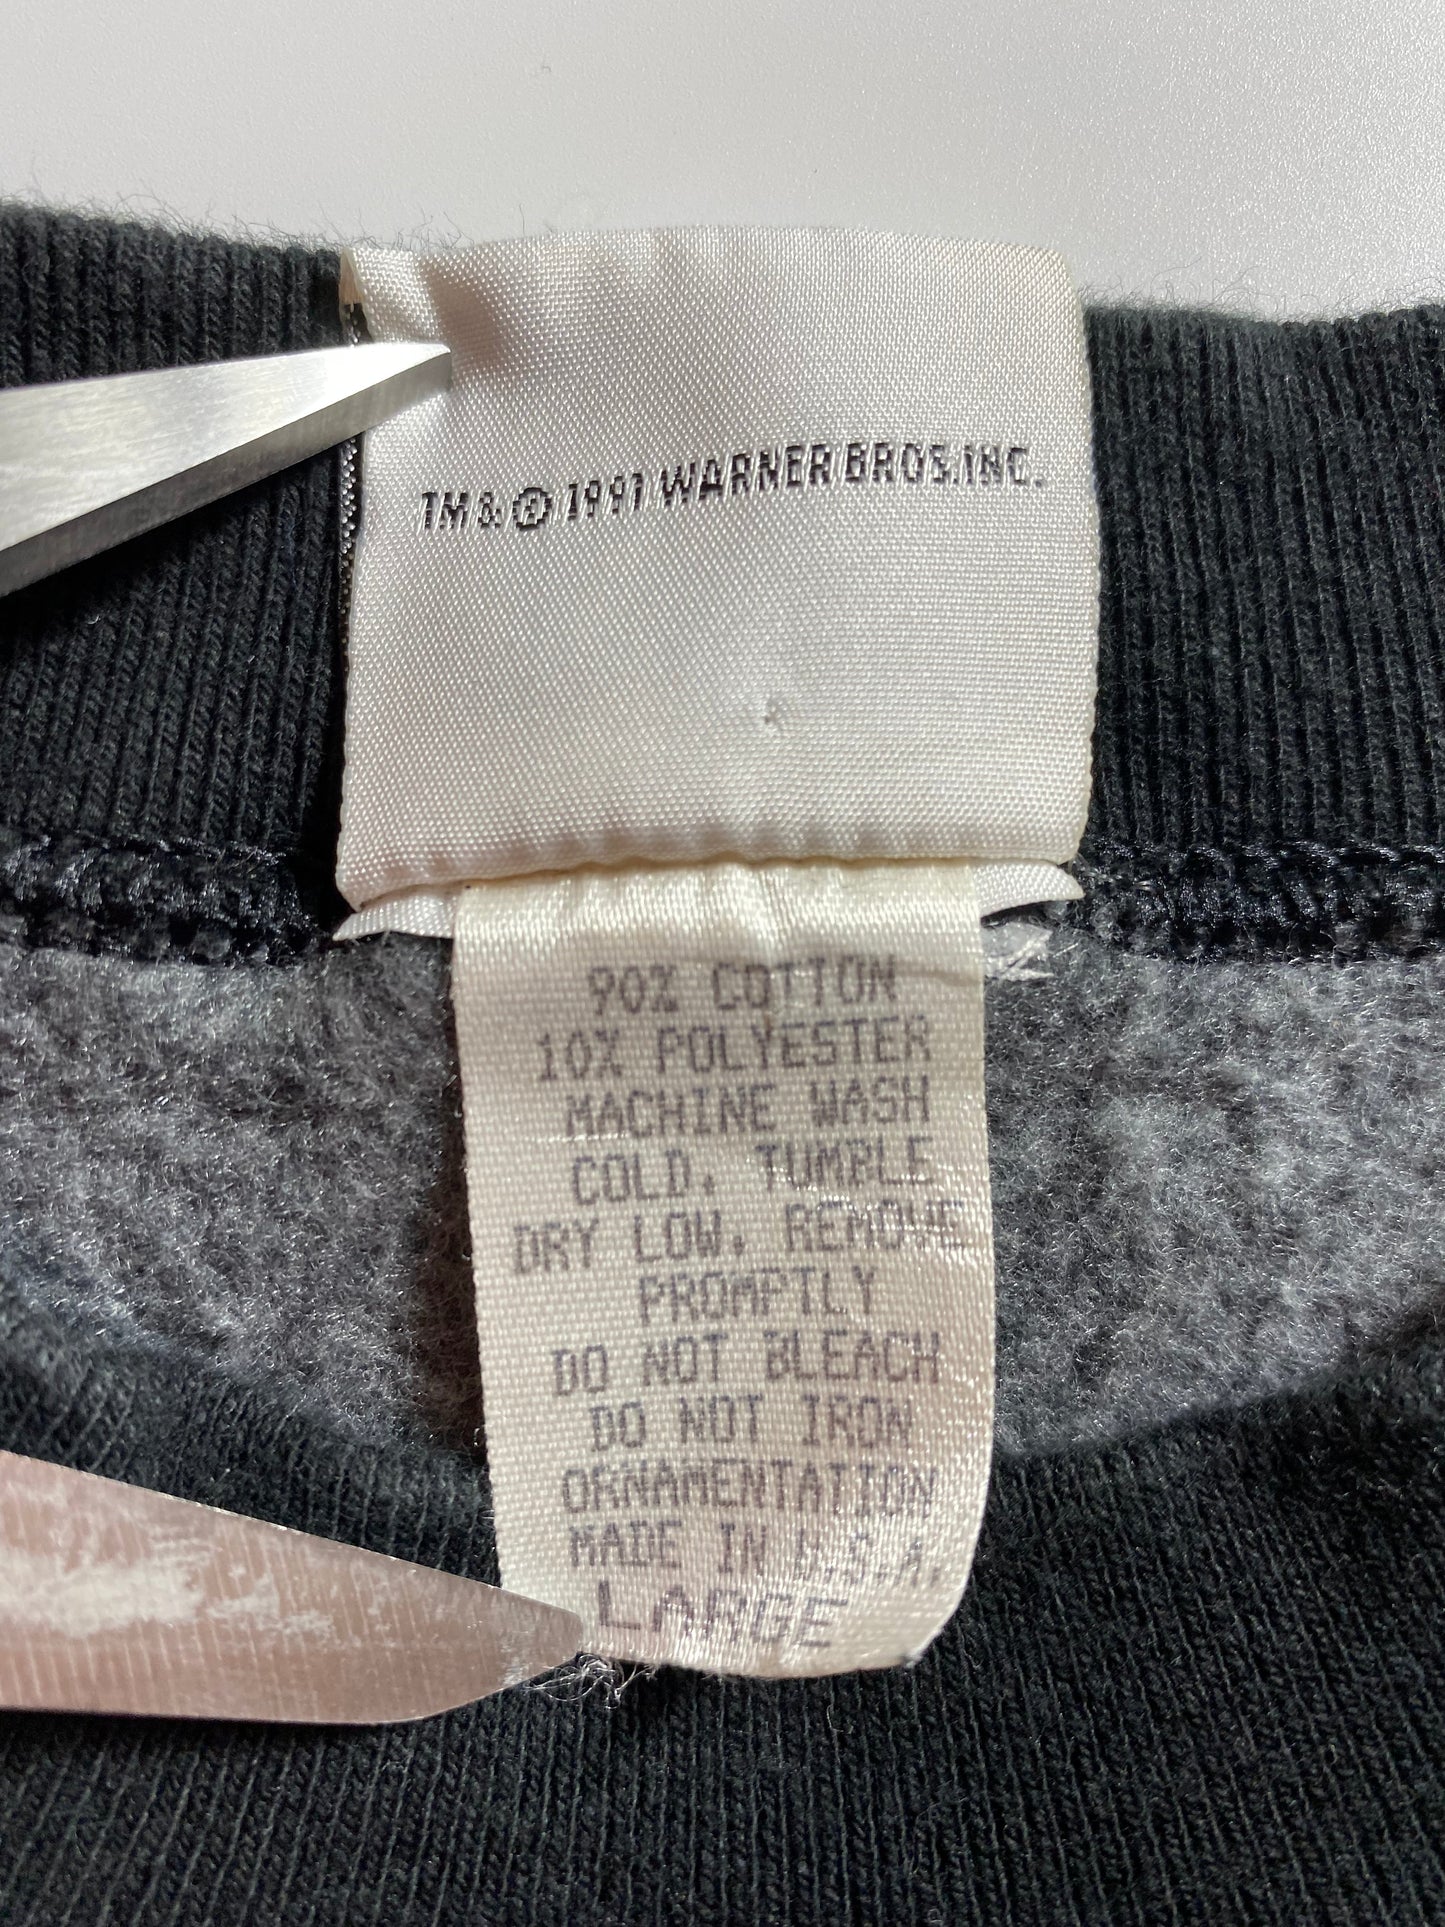 TM & ® 1991 WARNER BROS. INC.
90% COTTON
10% POLYESTER
MACHINE WASH
COLD. TUMBLE
DRY LOW. REMOVE
PROMPTLY
DO NOT BLEACH
DO NOT IRON
ORNAMENTATION
MADE IN U.S.A.
LARGE